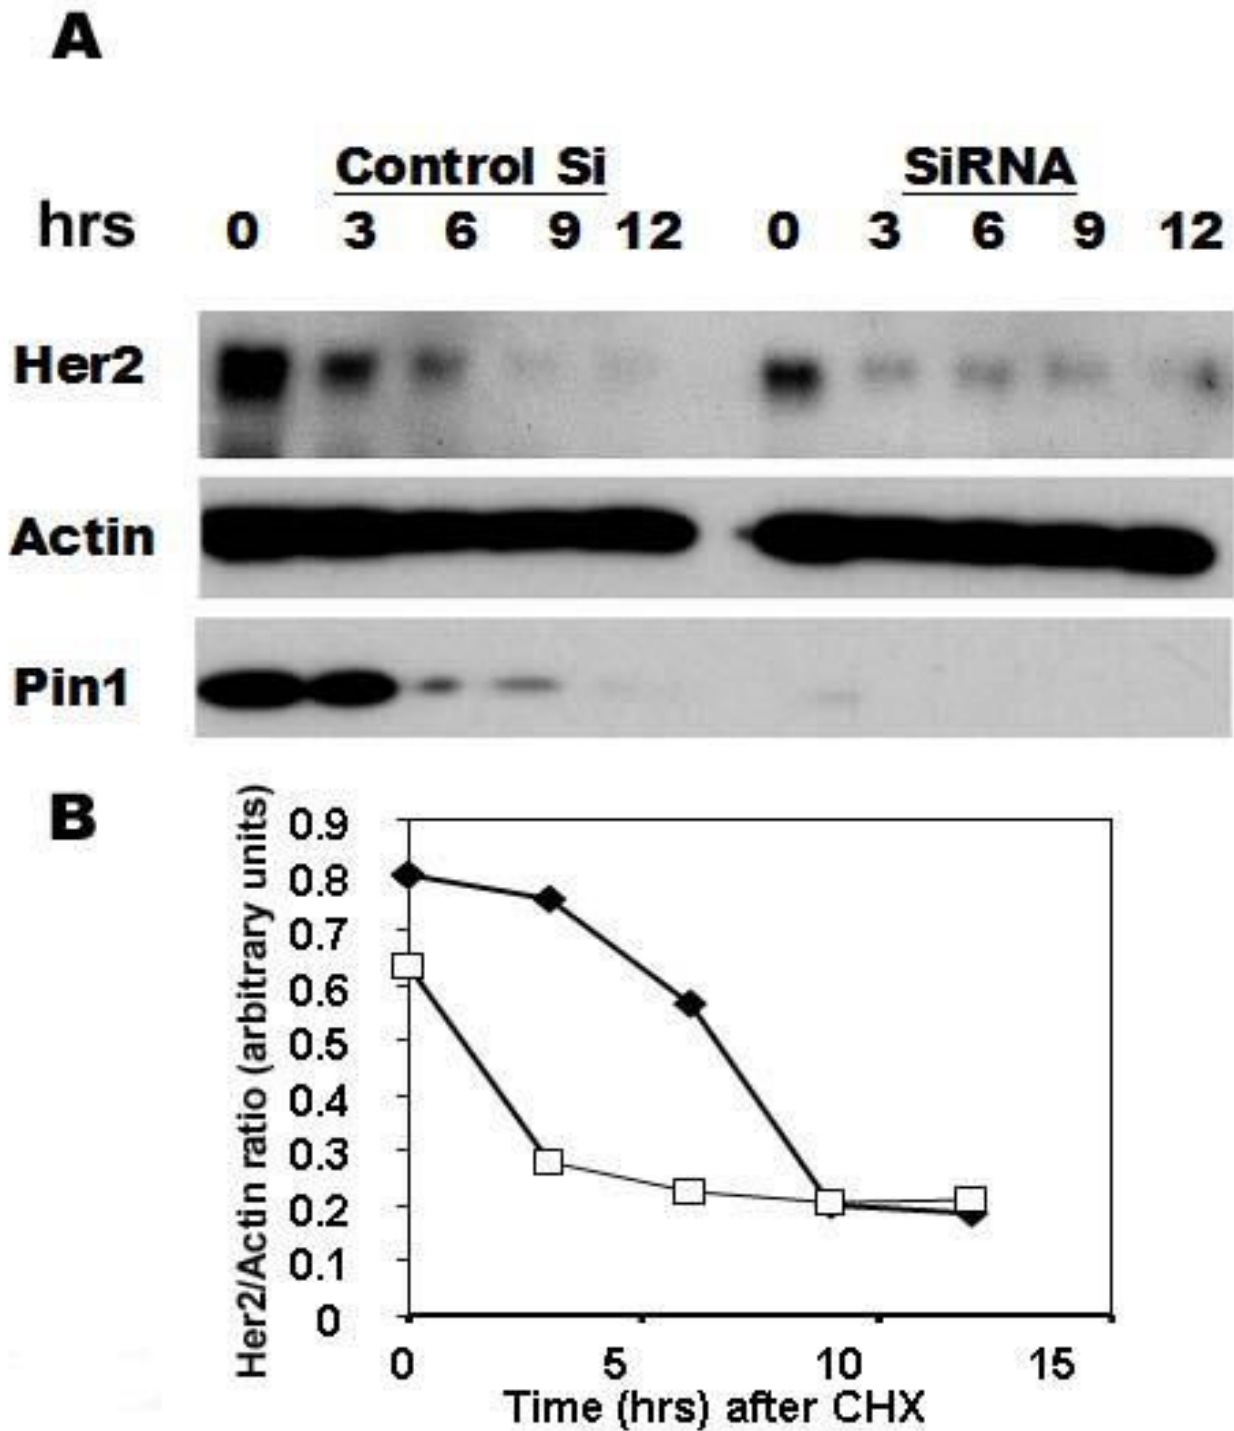 A
Control Si SiRNA
hrs 0 3 6 9 12 0 3 6 9 12
Her2
Actin
Pin1
B
Her2/Actin ratio (arbitrary units)
0.9
0.8
0.7
0.6
0.5
0.4
0.3
0.2
0.1
0
0 5 10 15
Time (hrs) after CHX